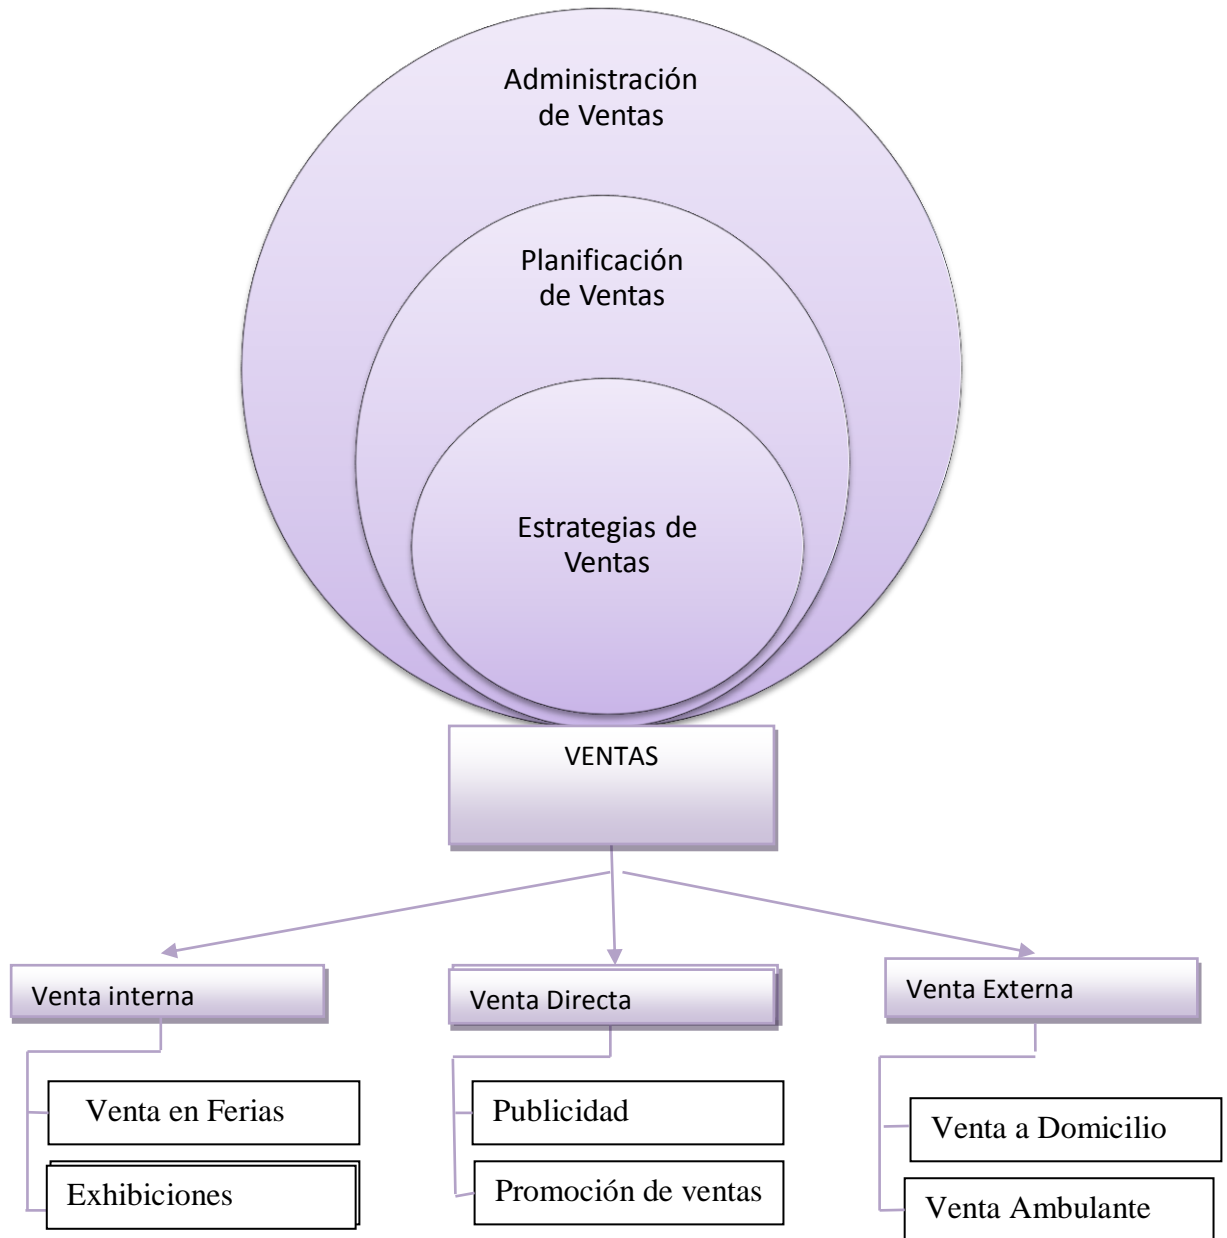 Administración
de Ventas
Planificación
de Ventas
Estrategias de
Ventas
VENTAS
Venta interna
Venta Directa
Venta Externa
Venta en Ferias
Publicidad
Venta a Domicilio
Exhibiciones
Promoción de ventas
Venta Ambulante